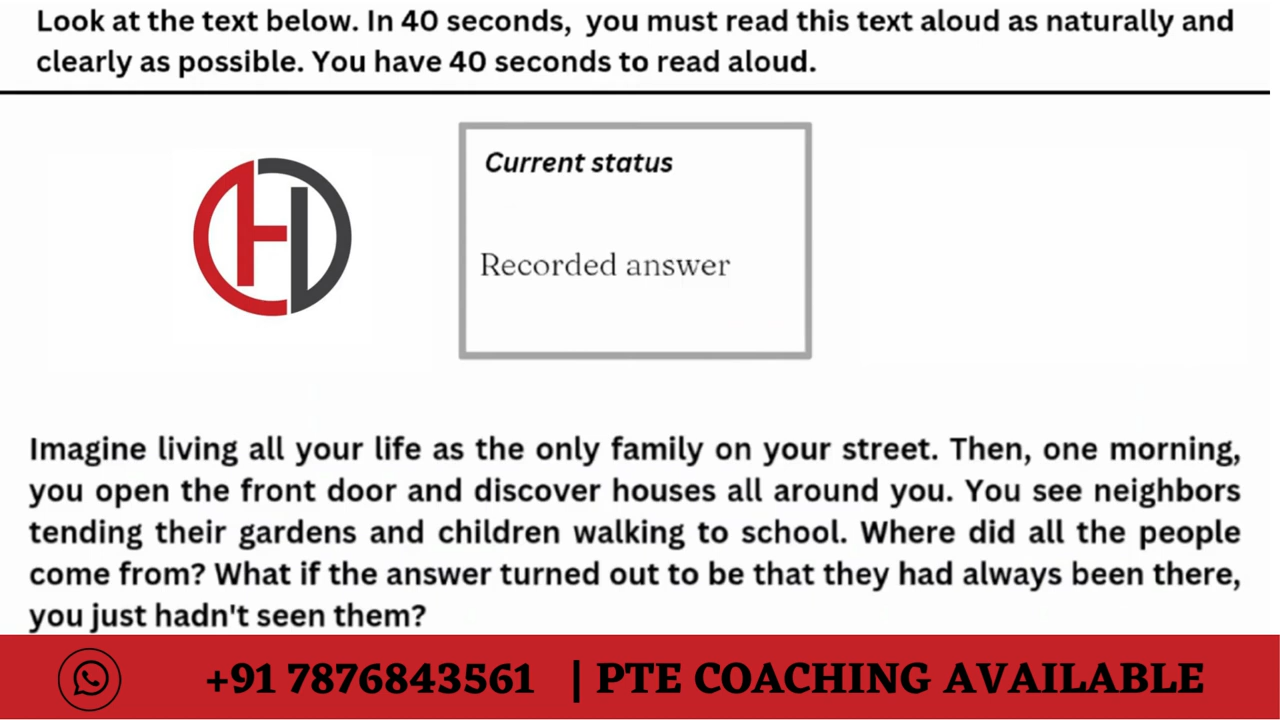 Look at the text below. In 40 seconds, you must read this text aloud as naturally and
clearly as possible. You have 40 seconds to read aloud.
Current status
Recorded answer
Imagine living all your life as the only family on your street. Then, one morning,
you open the front door and discover houses all around you. You see neighbors
tending their gardens and children walking to school. Where did all the people
come from? What if the answer turned out to be that they had always been there,
you just hadn't seen them?
+91 7876843561 | PTE COACHING AVAILABLE